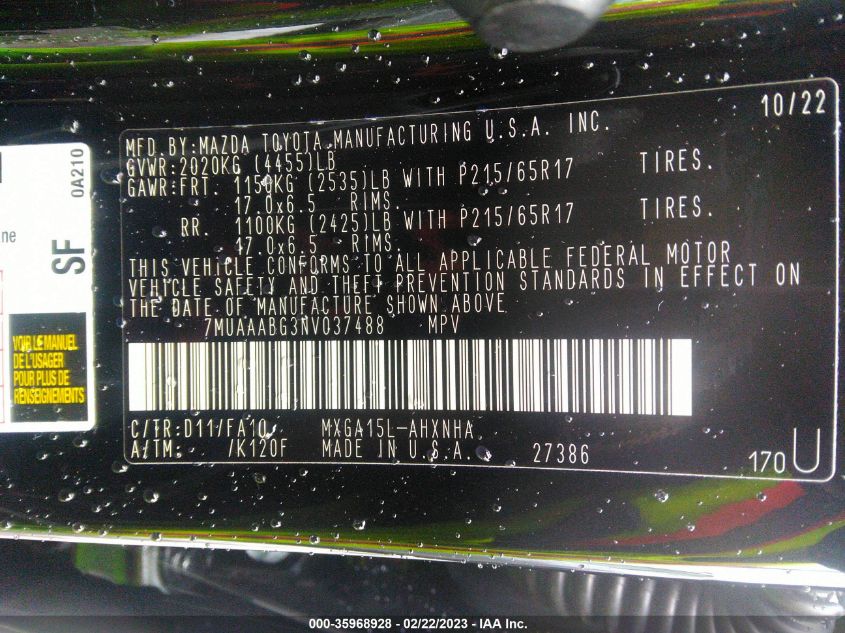 10/22
MFD.BY:MAZDA TOYOTA MANUFACTURING U.S.A. INC.
GVWR:2020KG (4455)LB
GAWR:FRT. 1150KG (2535)LB WITH P215/65R17 TIRES.
17.0x6.5 RIMS.
RR. 1100KG (2425)LB WITH P215/65R17 TIRES.
17.0x6.5 RIMS.
THIS VEHICLE CONFORMS TO ALL APPLICABLE FEDERAL MOTOR
VEHICLE SAFETY AND THEFT PREVENTION STANDARDS IN EFFECT ON
THE DATE OF MANUFACTURE SHOWN ABOVE
7MUAAABG3NV037488 MPV
C/TR:D11/FA10 MXGA15L-AHXNHA
A/TM: /K120F MADE IN U.S.A. 27386
170U
0A210
SF
VOIR LE MANUEL
DE L'USAGER
POUR PLUS DE
RENSEIGNEMENTS
000-35968928 - 02/22/2023 - IAA Inc.